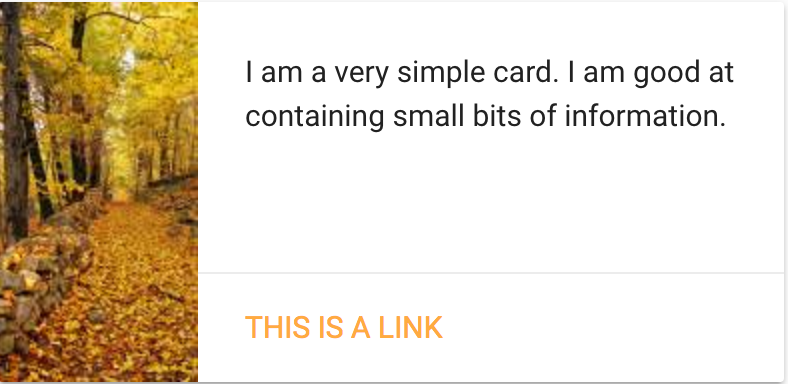 I am a very simple card. I am good at
containing small bits of information.
THIS IS A LINK